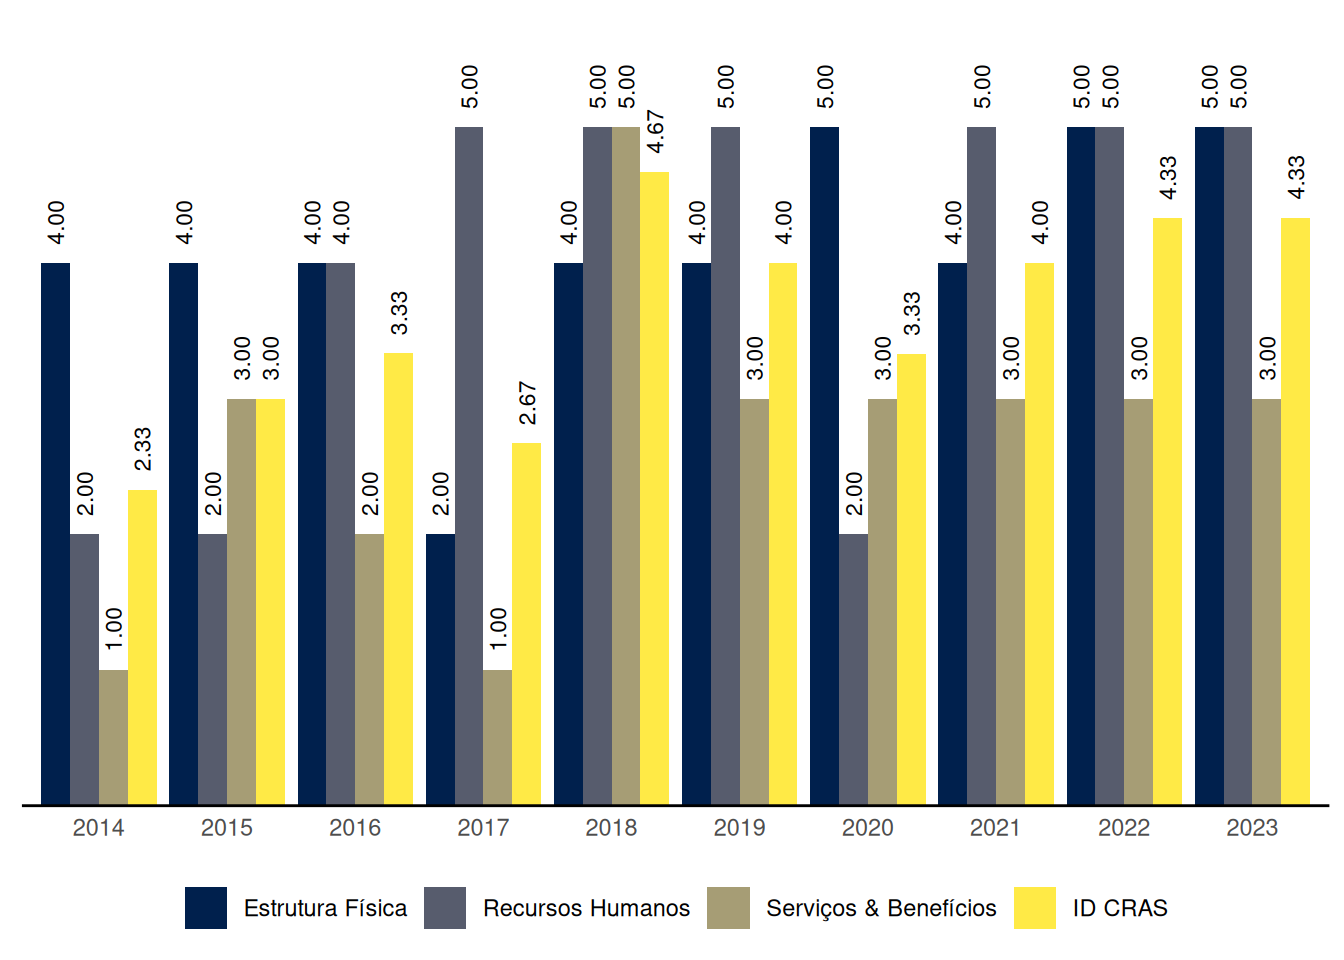 5.00 5.00 5.00 5.00 5.00 5.00 5.00 5.00 5.00 5.00
4.67
4.33 4.33
4.00 4.00 4.00 4.00 4.00 4.00 4.00 4.00 4.00
3.33 3.33
3.00 3.00 3.00 3.00 3.00 3.00 3.00
2.67
2.33
2.00 2.00 2.00 2.00 2.00
1.00 1.00
2014 2015 2016 2017 2018 2019 2020 2021 2022 2023
Estrutura Física Recursos Humanos Serviços & Benefícios ID CRAS